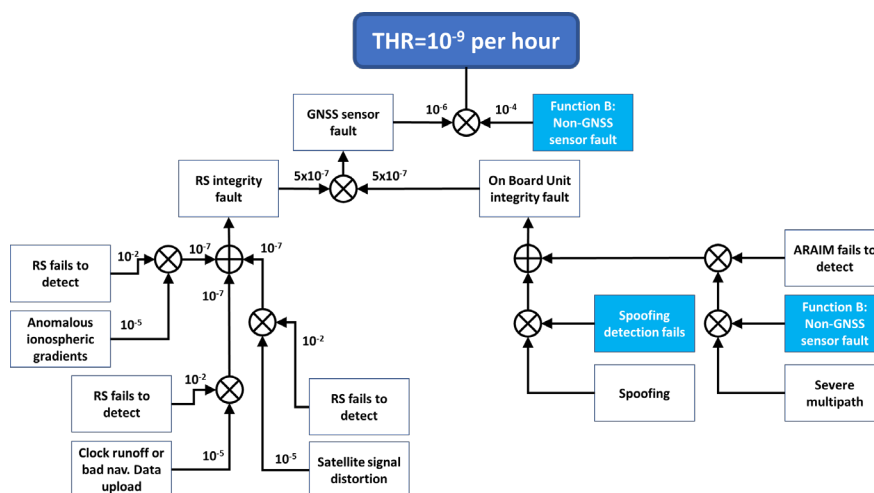 THR=10⁻⁹ per hour
GNSS sensor
fault
10⁻⁶
10⁻⁴
Function B:
Non-GNSS
sensor fault
RS integrity
fault
5x10⁻⁷
5x10⁻⁷
On Board Unit
integrity fault
RS fails to
detect
10⁻²
10⁻⁷
10⁻⁷
10⁻⁷
ARAIM fails to
detect
Anomalous
ionospheric
gradients
10⁻⁵
10⁻²
Spoofing
detection fails
Function B:
Non-GNSS
sensor fault
RS fails to
detect
10⁻²
RS fails to
detect
Spoofing
Severe
multipath
Clock runoff or
bad nav. Data
upload
10⁻⁵
10⁻⁵
Satellite signal
distortion